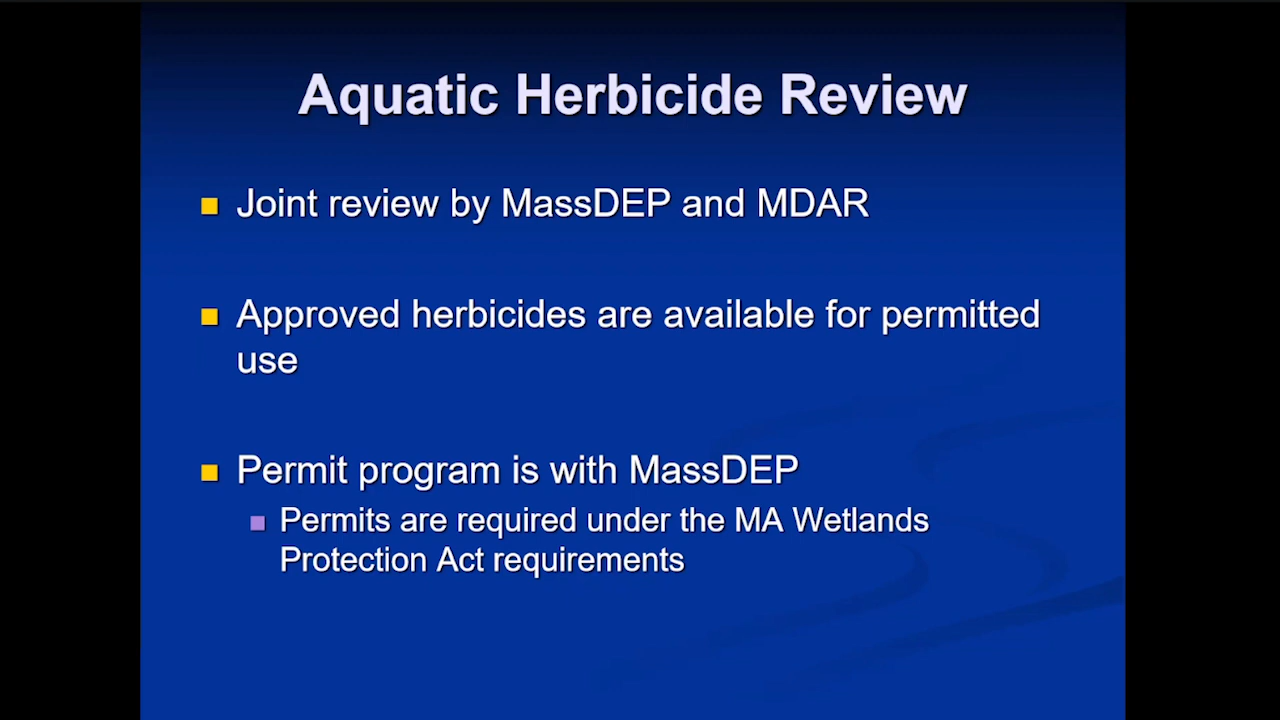 Aquatic Herbicide Review
Joint review by MassDEP and MDAR
Approved herbicides are available for permitted
use
Permit program is with MassDEP
Permits are required under the MA Wetlands
Protection Act requirements